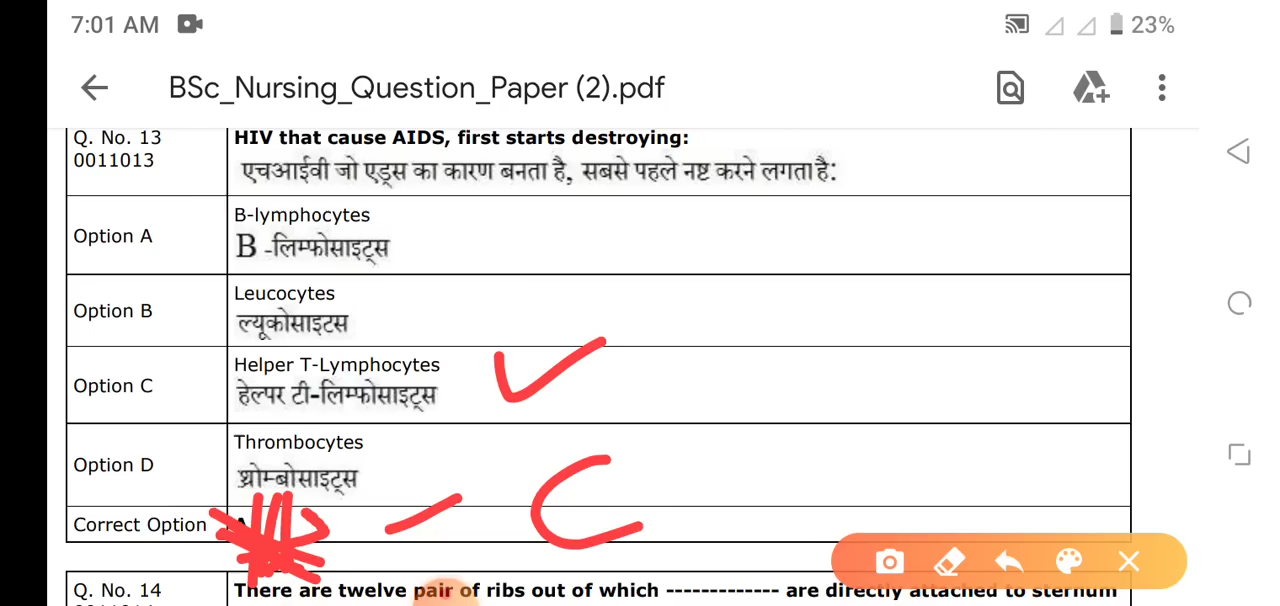 7:01 AM
23%
BSc_Nursing_Question_Paper (2).pdf
Q. No. 13
0011013
HIV that cause AIDS, first starts destroying:
एचआईवी जो एड्स का कारण बनता है, सबसे पहले नष्ट करने लगता है:
Option A
B-lymphocytes
B -लिम्फोसाइट्स
Option B
Leucocytes
ल्यूकोसाइटस
Option C
Helper T-Lymphocytes
हेल्पर टी-लिम्फोसाइट्स
Option D
Thrombocytes
थ्रोम्बोसाइट्स
Correct Option
A
- C
Q. No. 14
There are twelve pair of ribs out of which ------------- are directly attached to sternum